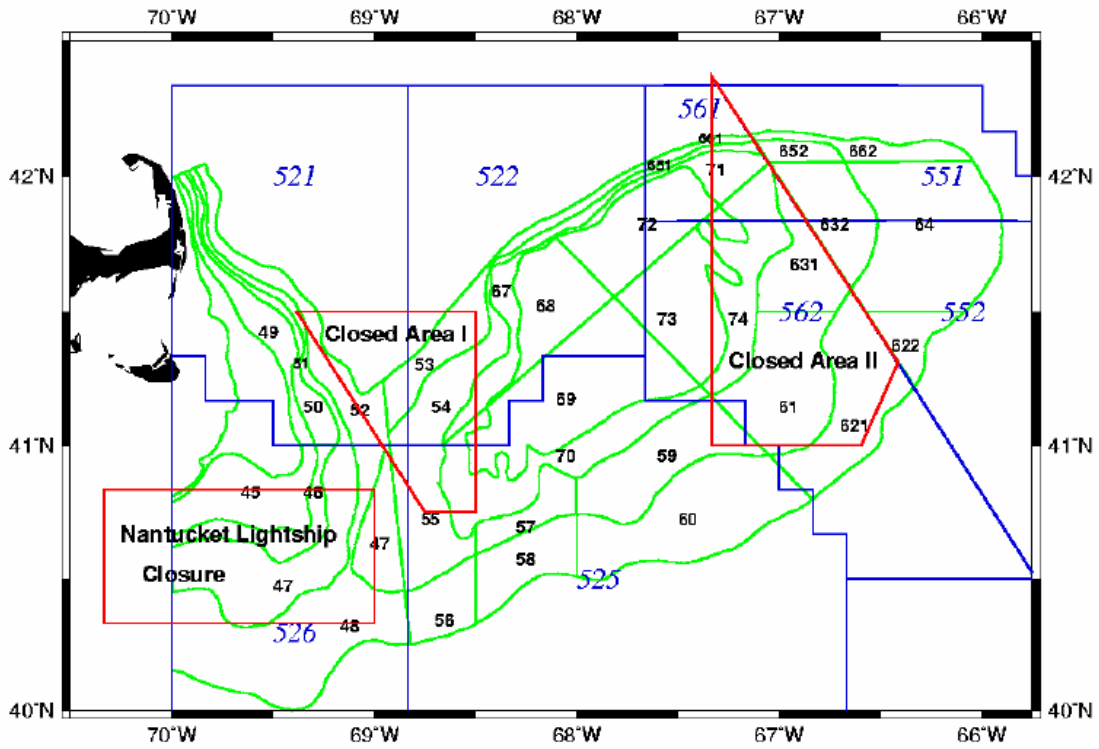 70°W 69°W 68°W 67°W 66°W
561
661
652 662
651 71
42°N 521 522 551 42°N
72 632 64
631
67 68
562 552
49 73 74
Closed Area I
622
51 53 Closed Area II
69
50 52 54 61
621
41°N 41°N
70 59
45 46
55 57 60
Nantucket Lightship
47
58
Closure
47 525
56
526 48
40°N 40°N
70°W 69°W 68°W 67°W 66°W